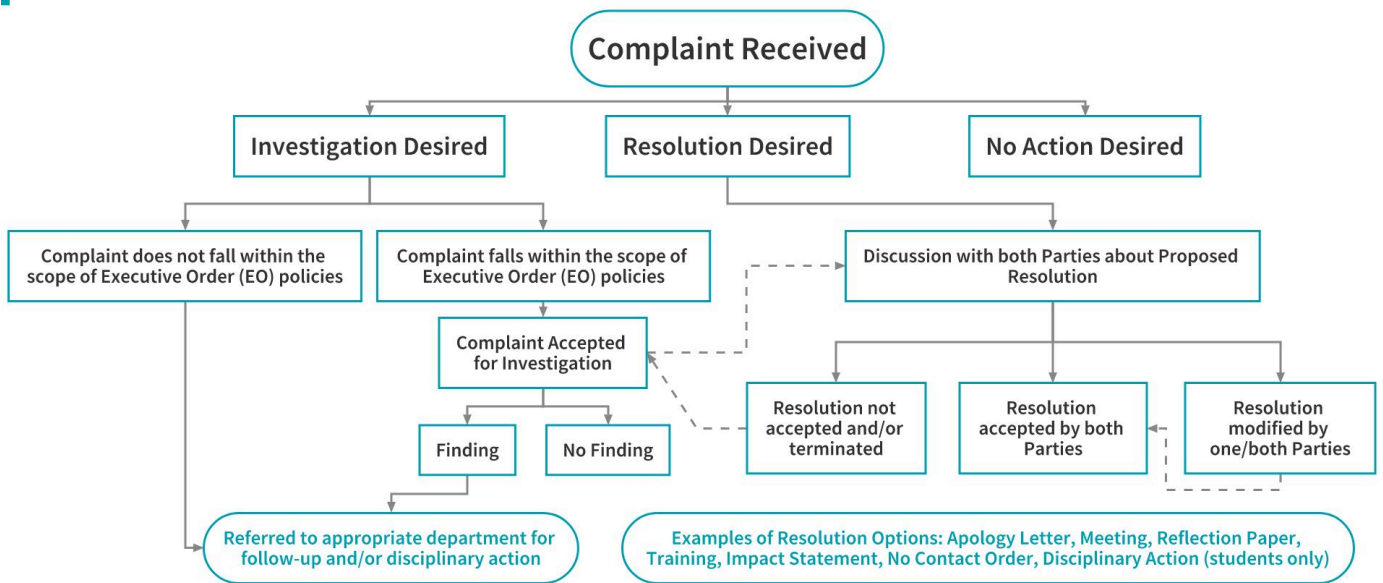 Complaint Received
Investigation Desired
Resolution Desired
No Action Desired
Complaint does not fall within the
scope of Executive Order (EO) policies
Complaint falls within the scope of
Executive Order (EO) policies
Discussion with both Parties about Proposed
Resolution
Complaint Accepted
for Investigation
Finding
No Finding
Resolution not
accepted and/or
terminated
Resolution
accepted by both
Parties
Resolution
modified by
one/both Parties
Referred to appropriate department for
follow-up and/or disciplinary action
Examples of Resolution Options: Apology Letter, Meeting, Reflection Paper,
Training, Impact Statement, No Contact Order, Disciplinary Action (students only)